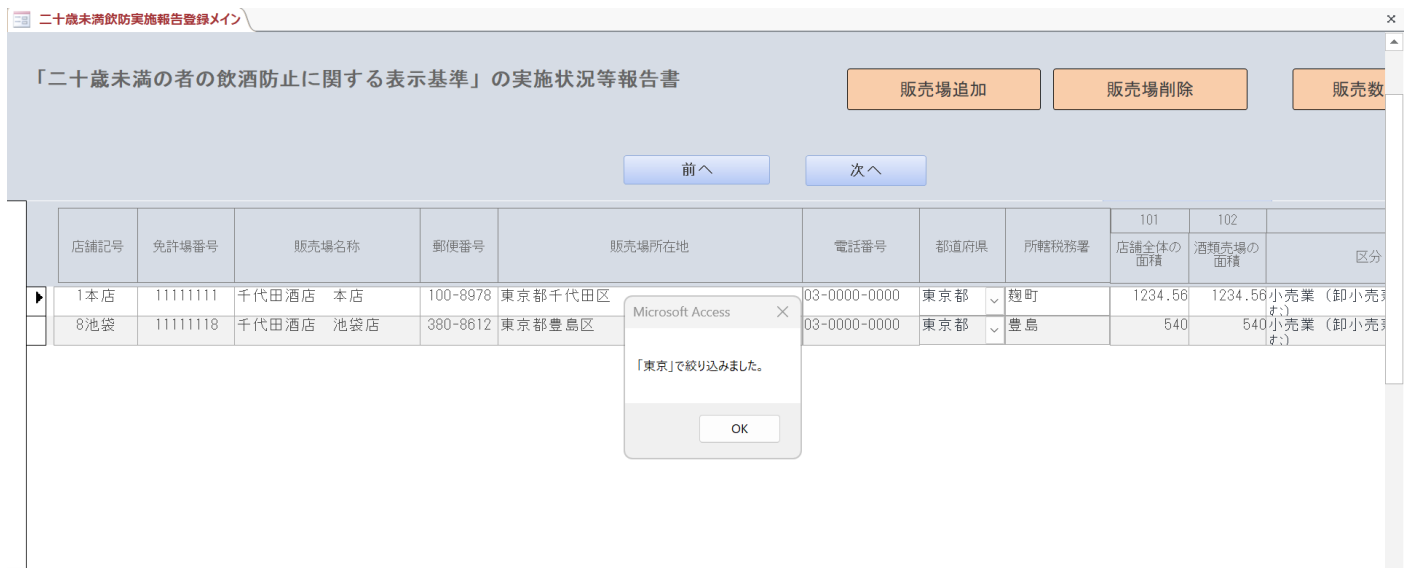 二十歳未満飲防実施報告登録メイン
「二十歳未満の者の飲酒防止に関する表示基準」の実施状況等報告書
販売場追加 販売場削除 販売数
前へ 次へ
101 102
店舗記号 免許場番号 販売場名称 郵便番号 販売場所在地 電話番号 都道府県 所轄税務署 店舗全体の面積 酒類売場の面積 区分
1本店 11111111 千代田酒店 本店 100-8978 東京都千代田区 03-0000-0000 東京都 麹町 1234.56 1234.56 小売業（卸小売
む）
8池袋 11111118 千代田酒店 池袋店 380-8612 東京都豊島区 03-0000-0000 東京都 豊島 540 540 小売業（卸小売
む）
Microsoft Access
「東京」で絞り込みました。
OK